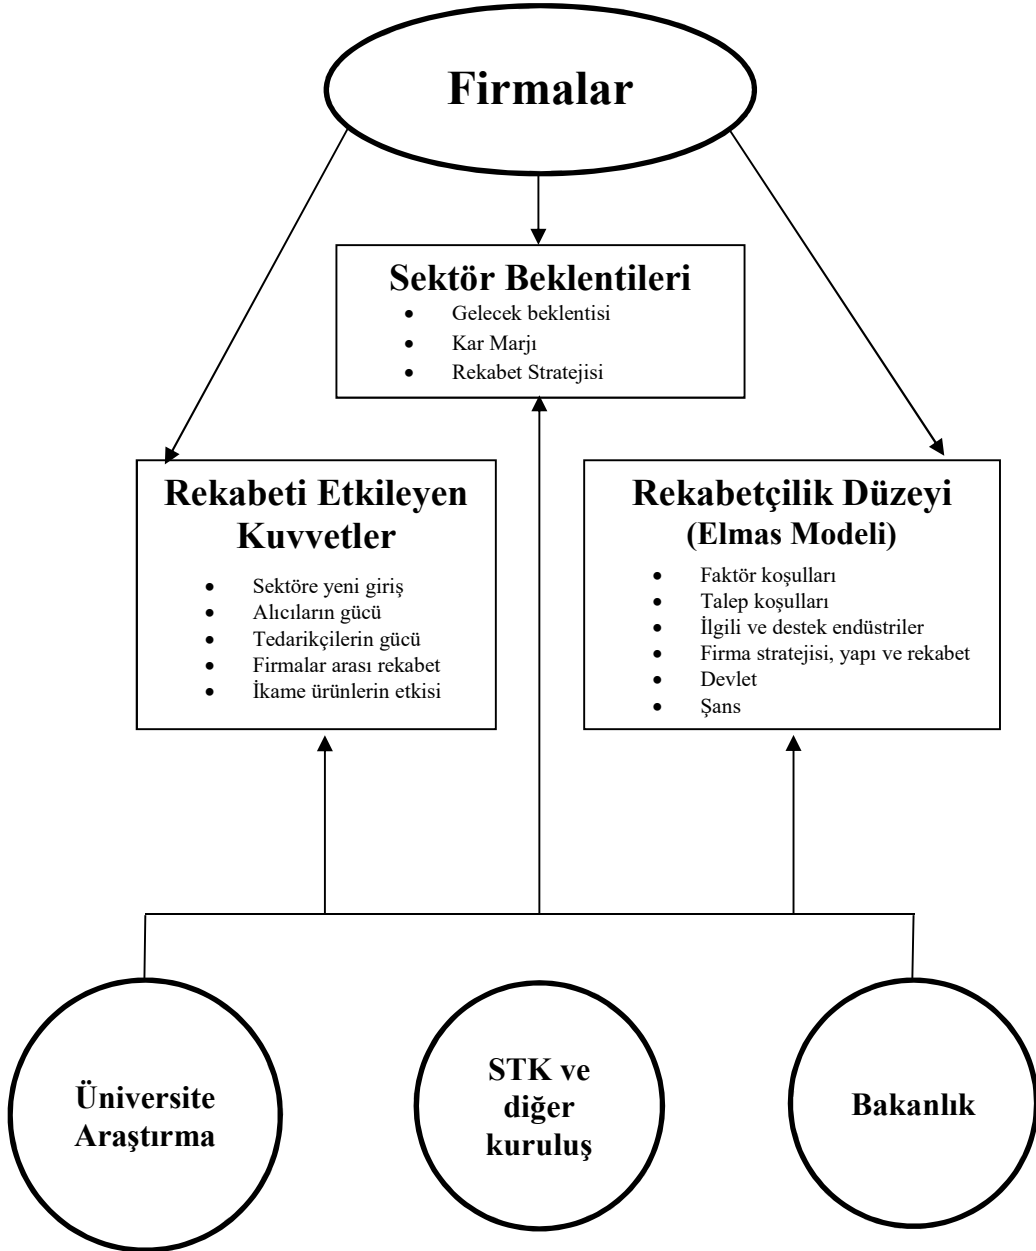 Firmalar
Sektör Beklentileri
• Gelecek beklentisi
• Kar Marjı
• Rekabet Stratejisi
Rekabeti Etkileyen
Kuvvetler
• Sektöre yeni giriş
• Alıcıların gücü
• Tedarikçilerin gücü
• Firmalar arası rekabet
• İkame ürünlerin etkisi
Rekabetçilik Düzeyi
(Elmas Modeli)
• Faktör koşulları
• Talep koşulları
• İlgili ve destek endüstriler
• Firma stratejisi, yapı ve rekabet
• Devlet
• Şans
Üniversite
Araştırma
STK ve
diğer
kuruluş
Bakanlık